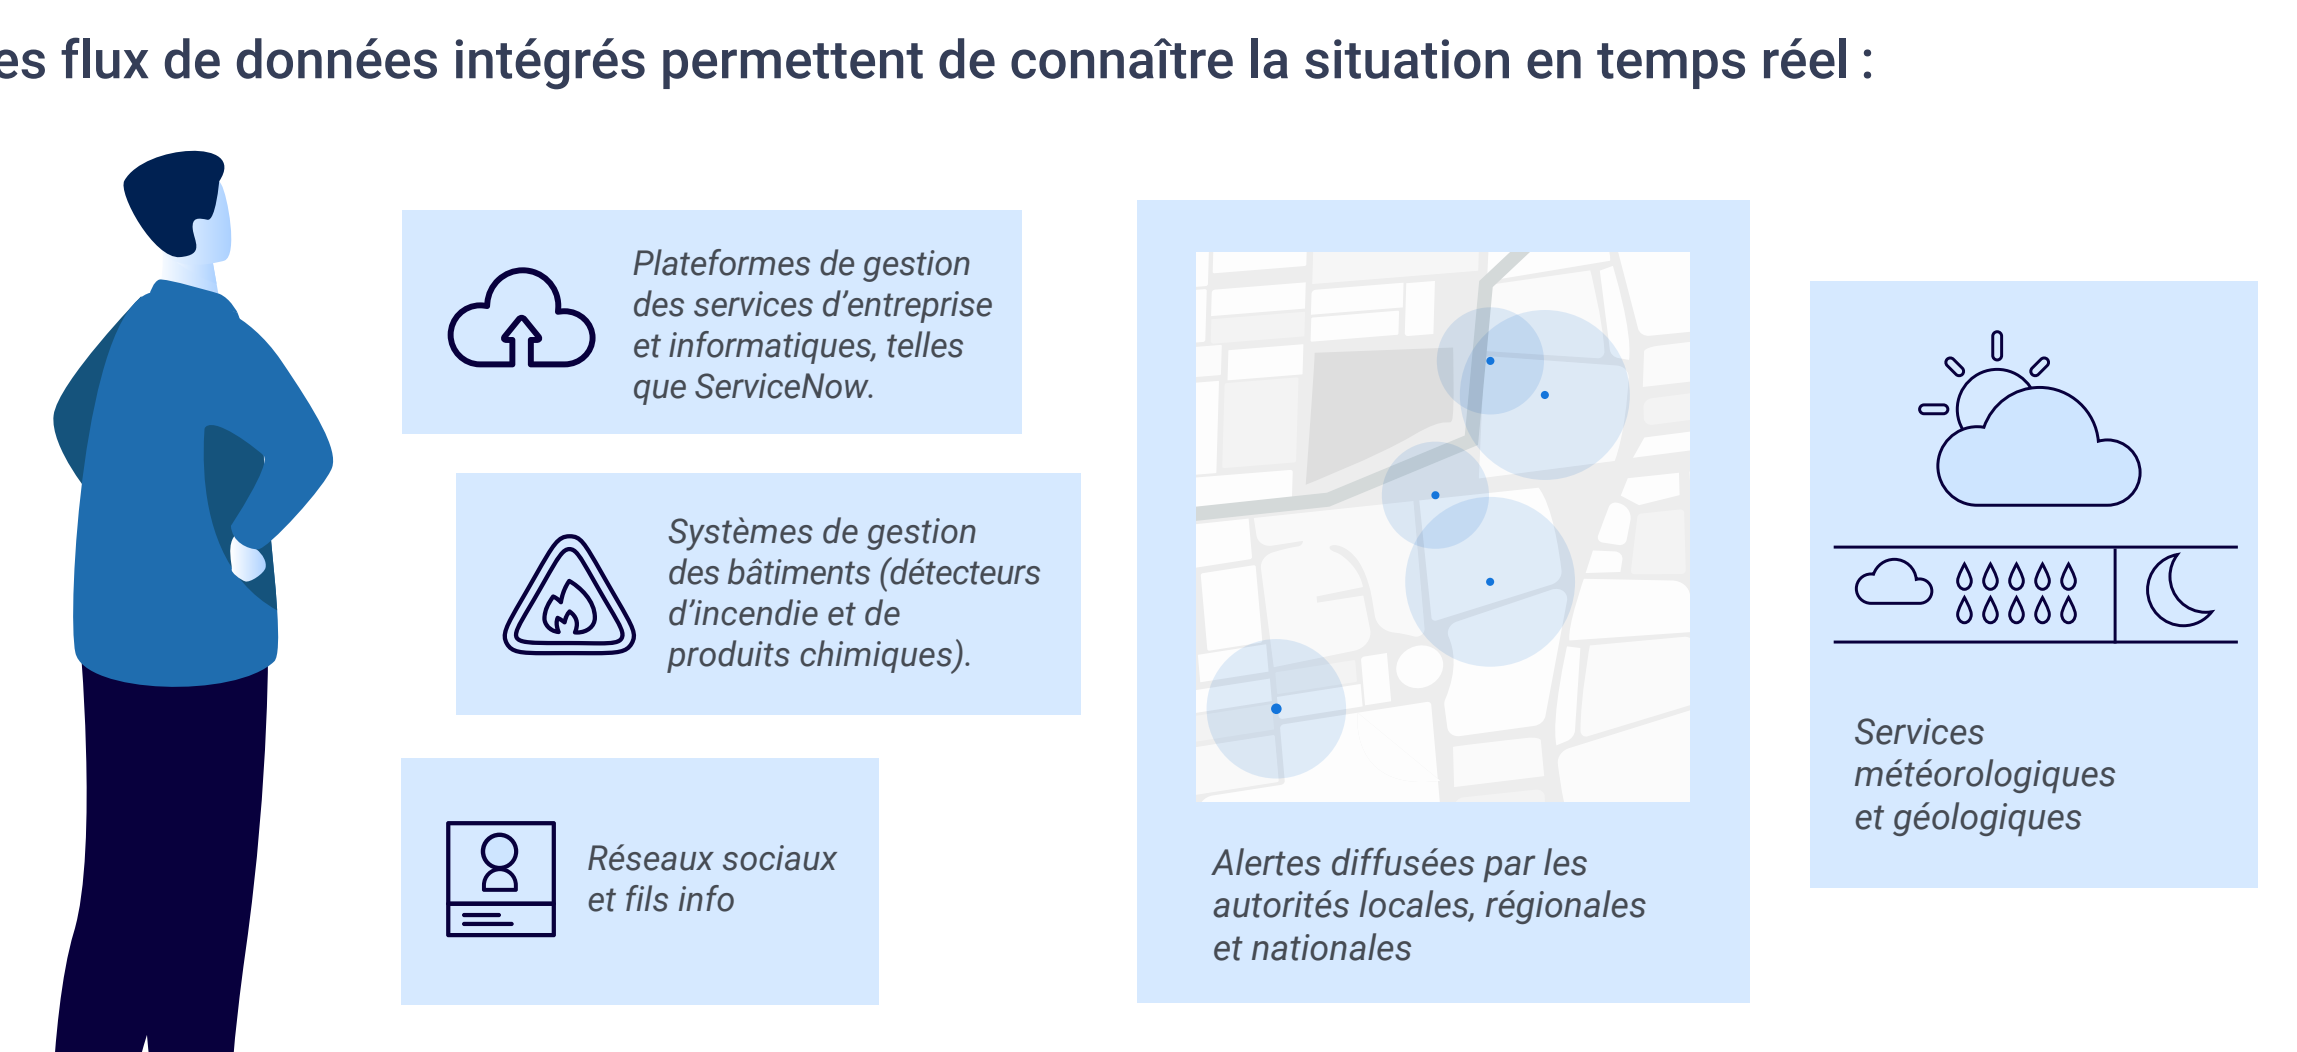 es flux de données intégrés permettent de connaître la situation en temps réel :
Plateformes de gestion
des services d’entreprise
et informatiques, telles
que ServiceNow.
Systèmes de gestion
des bâtiments (détecteurs
d’incendie et de
produits chimiques).
Réseaux sociaux
et fils info
Alertes diffusées par les
autorités locales, régionales
et nationales
Services
météorologiques
et géologiques